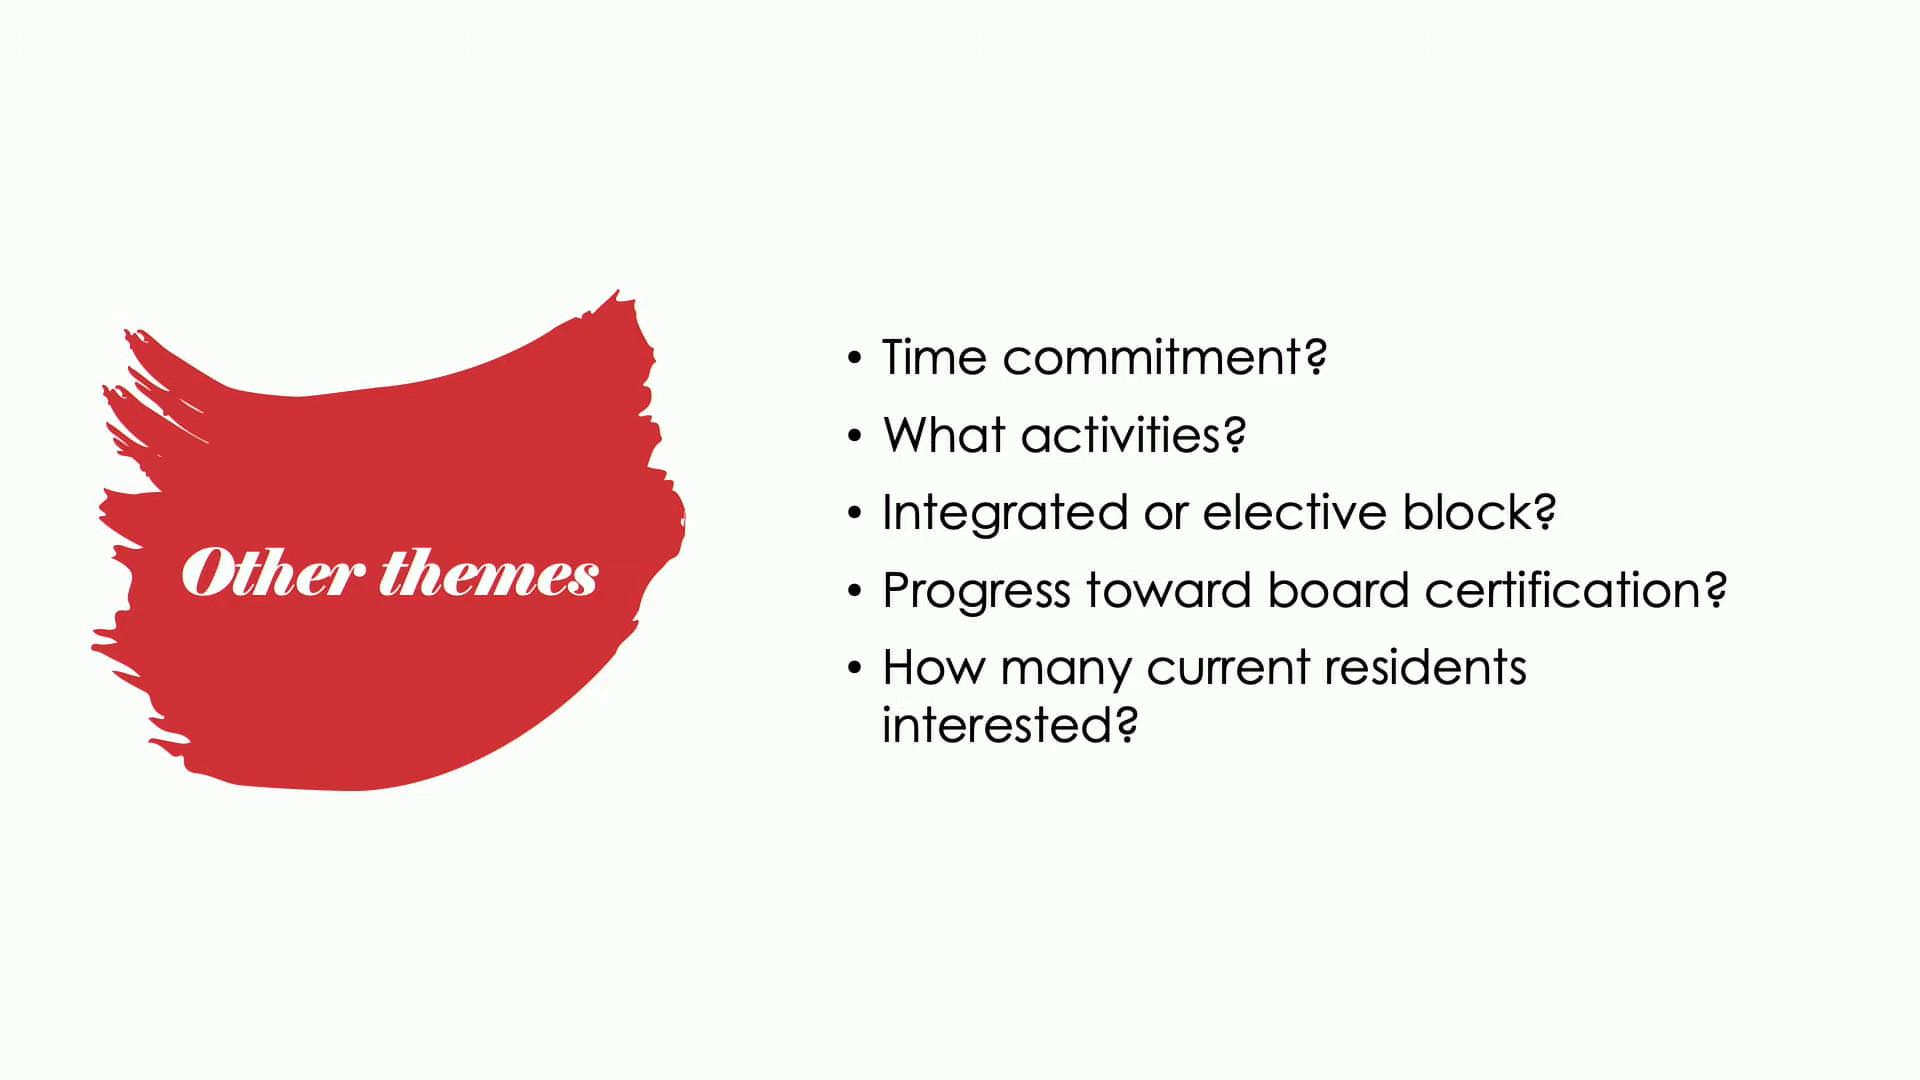 Other themes
• Time commitment?
• What activities?
• Integrated or elective block?
• Progress toward board certification?
• How many current residents
interested?